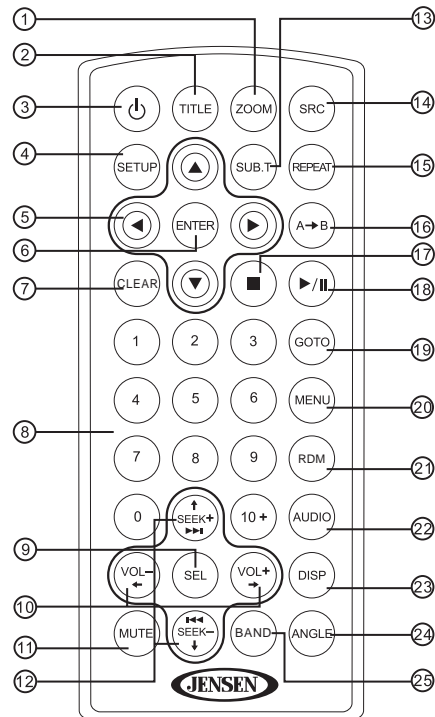 1
2
13
3
TITLE
ZOOM
SRC
14
4
SETUP
SUB.T
REPEAT
15
5
ENTER
A→B
16
6
17
7
CLEAR
▶/II
18
1
2
3
GOTO
19
4
5
6
MENU
20
8
7
8
9
RDM
21
0
SEEK+
10+
AUDIO
22
9
VOL-
SEL
VOL+
DISP
23
10
11
MUTE
SEEK-
BAND
ANGLE
24
12
25
JENSEN